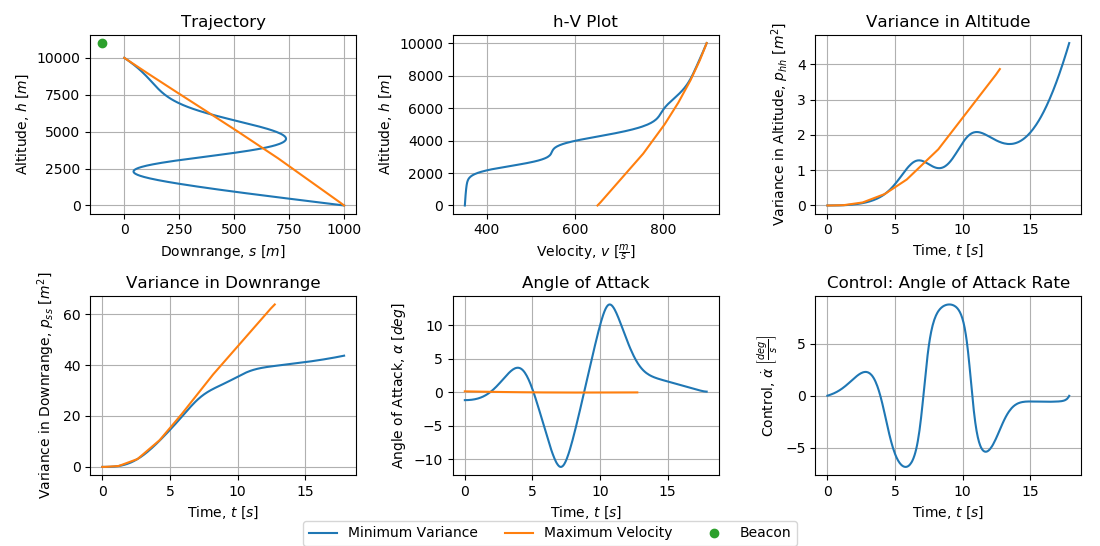 Trajectory
h-V Plot
Variance in Altitude
10000
7500
5000
2500
0
Altitude, h [m]
0 250 500 750 1000
Downrange, s [m]
10000
8000
6000
4000
2000
0
Altitude, h [m]
400 600 800
Velocity, v [m/s]
4
3
2
1
0
Variance in Altitude, p_hh [m²]
0 5 10 15
Time, t [s]
Variance in Downrange
Angle of Attack
Control: Angle of Attack Rate
60
40
20
0
Variance in Downrange, p_ss [m²]
0 5 10 15
Time, t [s]
10
5
0
−5
−10
Angle of Attack, α [deg]
0 5 10 15
Time, t [s]
5
0
−5
Control, α̇ [deg/s]
0 5 10 15
Time, t [s]
Minimum Variance Maximum Velocity Beacon